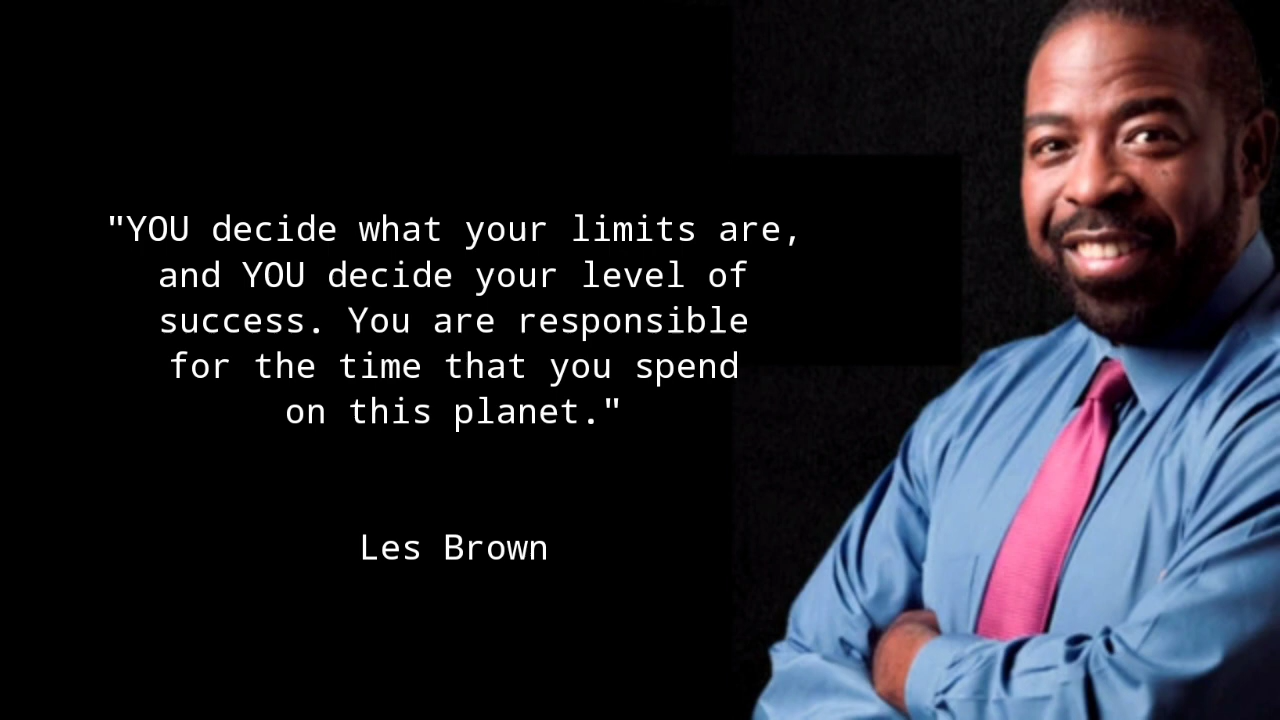 "YOU decide what your limits are,
and YOU decide your level of
success. You are responsible
for the time that you spend
on this planet."
Les Brown